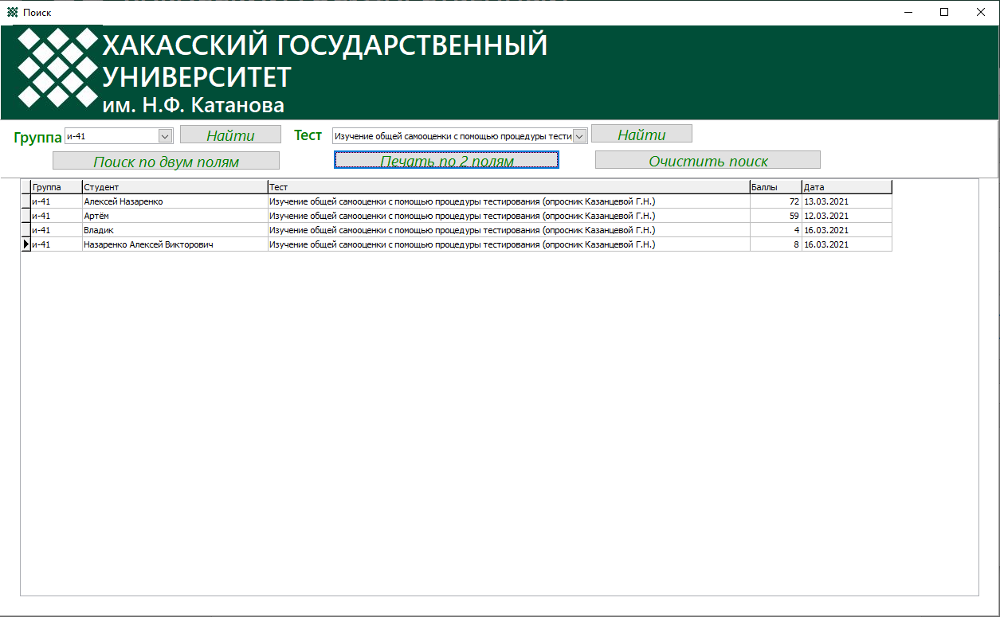 Поиск
ХАКАССКИЙ ГОСУДАРСТВЕННЫЙ
УНИВЕРСИТЕТ
им. Н.Ф. Катанова
Группа и-41 Найти Тест Изучение общей самооценки с помощью процедуры тести Найти
Поиск по двум полям Печать по 2 полям Очистить поиск
Группа Студент Тест Баллы Дата
и-41 Алексей Назаренко Изучение общей самооценки с помощью процедуры тестирования (опросник Казанцевой Г.Н.) 72 13.03.2021
и-41 Артём Изучение общей самооценки с помощью процедуры тестирования (опросник Казанцевой Г.Н.) 59 12.03.2021
и-41 Владик Изучение общей самооценки с помощью процедуры тестирования (опросник Казанцевой Г.Н.) 4 16.03.2021
и-41 Назаренко Алексей Викторович Изучение общей самооценки с помощью процедуры тестирования (опросник Казанцевой Г.Н.) 8 16.03.2021